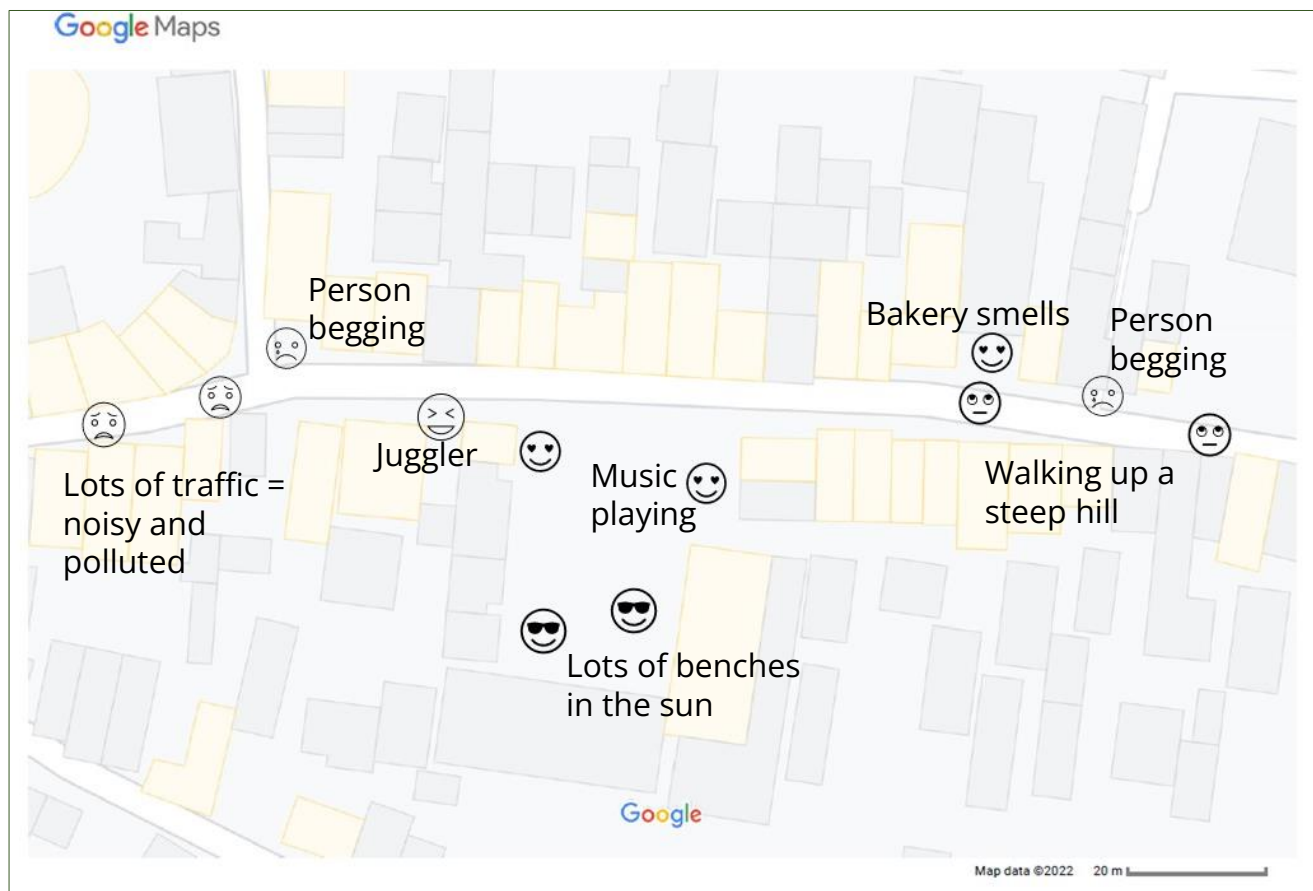 Google Maps
Person
begging
Bakery smells
Person
begging
Juggler
Music
playing
Lots of traffic =
noisy and
polluted
Walking up a
steep hill
Lots of benches
in the sun
Google
Map data ©2022 20 m